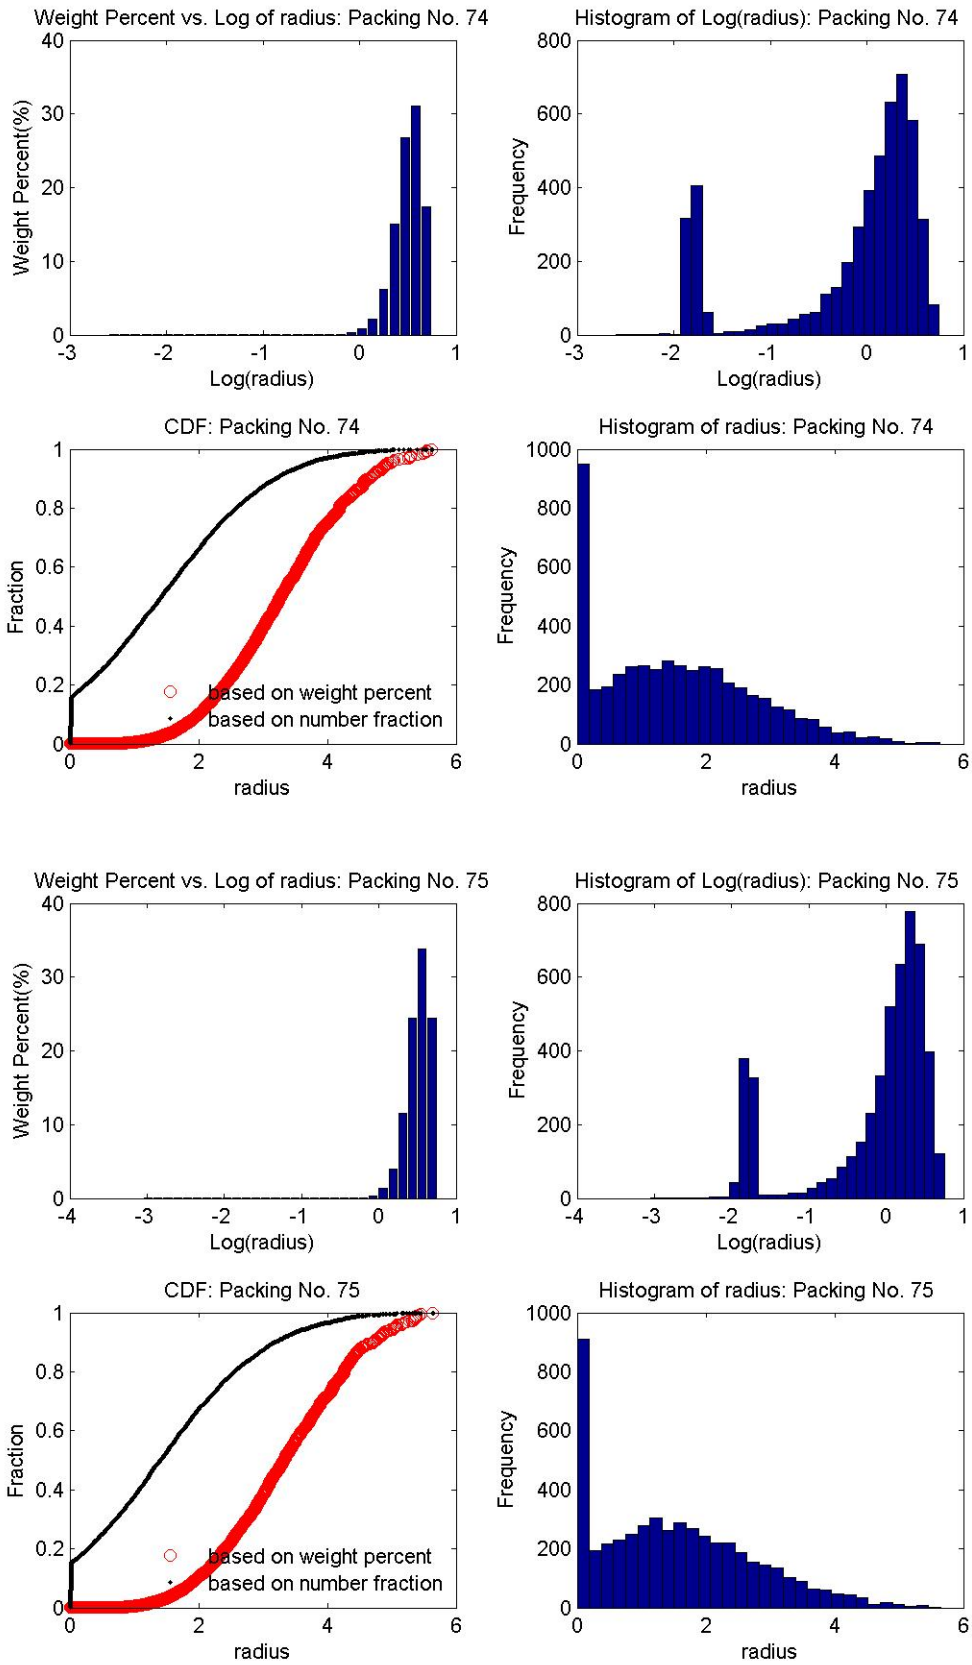 Weight Percent vs. Log of radius: Packing No. 74
40
30
20
10
0
Weight Percent(%)
-3 -2 -1 0 1
Log(radius)
Histogram of Log(radius): Packing No. 74
800
600
400
200
0
Frequency
-3 -2 -1 0 1
Log(radius)
CDF: Packing No. 74
1
0.8
0.6
0.4
0.2
0
Fraction
based on weight percent
based on number fraction
0 2 4 6
radius
Histogram of radius: Packing No. 74
1000
800
600
400
200
0
Frequency
0 2 4 6
radius
Weight Percent vs. Log of radius: Packing No. 75
40
30
20
10
0
Weight Percent(%)
-4 -3 -2 -1 0 1
Log(radius)
Histogram of Log(radius): Packing No. 75
800
600
400
200
0
Frequency
-4 -3 -2 -1 0 1
Log(radius)
CDF: Packing No. 75
1
0.8
0.6
0.4
0.2
0
Fraction
based on weight percent
based on number fraction
0 2 4 6
radius
Histogram of radius: Packing No. 75
1000
800
600
400
200
0
Frequency
0 2 4 6
radius